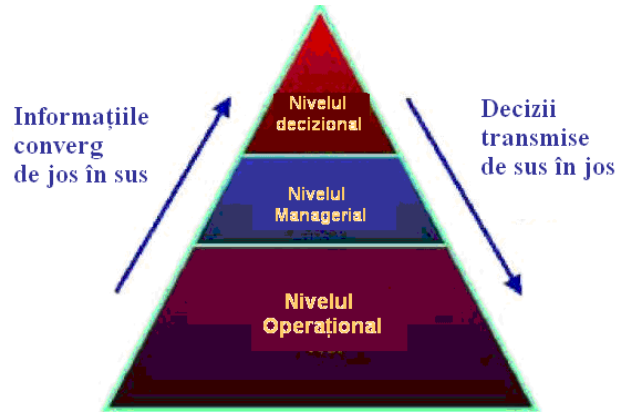 Informațiile
converg
de jos în sus
Nivelul
decizional
Decizii
transmise
de sus în jos
Nivelul
Managerial
Nivelul
Operațional